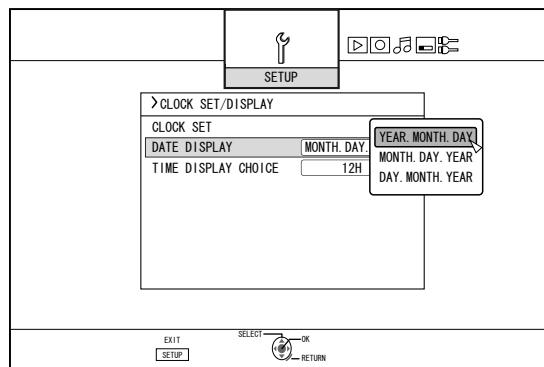 SETUP
>CLOCK SET/DISPLAY
CLOCK SET
DATE DISPLAY MONTH. DAY.
TIME DISPLAY CHOICE 12H
YEAR. MONTH. DAY
MONTH. DAY. YEAR
DAY. MONTH. YEAR
EXIT
SETUP
SELECT
OK
RETURN